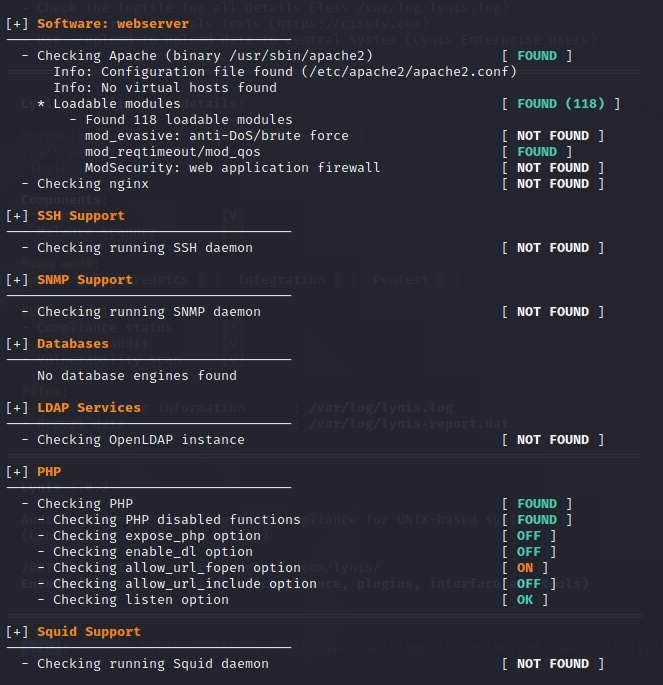 [+] Software: webserver
- Checking Apache (binary /usr/sbin/apache2) [ FOUND ]
Info: Configuration file found (/etc/apache2/apache2.conf)
Info: No virtual hosts found
* Loadable modules [ FOUND (118) ]
- Found 118 loadable modules
mod_evasive: anti-DoS/brute force [ NOT FOUND ]
mod_reqtimeout/mod_qos [ FOUND ]
ModSecurity: web application firewall [ NOT FOUND ]
- Checking nginx [ NOT FOUND ]
[+] SSH Support
- Checking running SSH daemon [ NOT FOUND ]
[+] SNMP Support
- Checking running SNMP daemon [ NOT FOUND ]
[+] Databases
No database engines found
[+] LDAP Services
- Checking OpenLDAP instance [ NOT FOUND ]
[+] PHP
- Checking PHP [ FOUND ]
- Checking PHP disabled functions [ FOUND ]
- Checking expose_php option [ OFF ]
- Checking enable_dl option [ OFF ]
- Checking allow_url_fopen option [ ON ]
- Checking allow_url_include option [ OFF ]
- Checking listen option [ OK ]
[+] Squid Support
- Checking running Squid daemon [ NOT FOUND ]